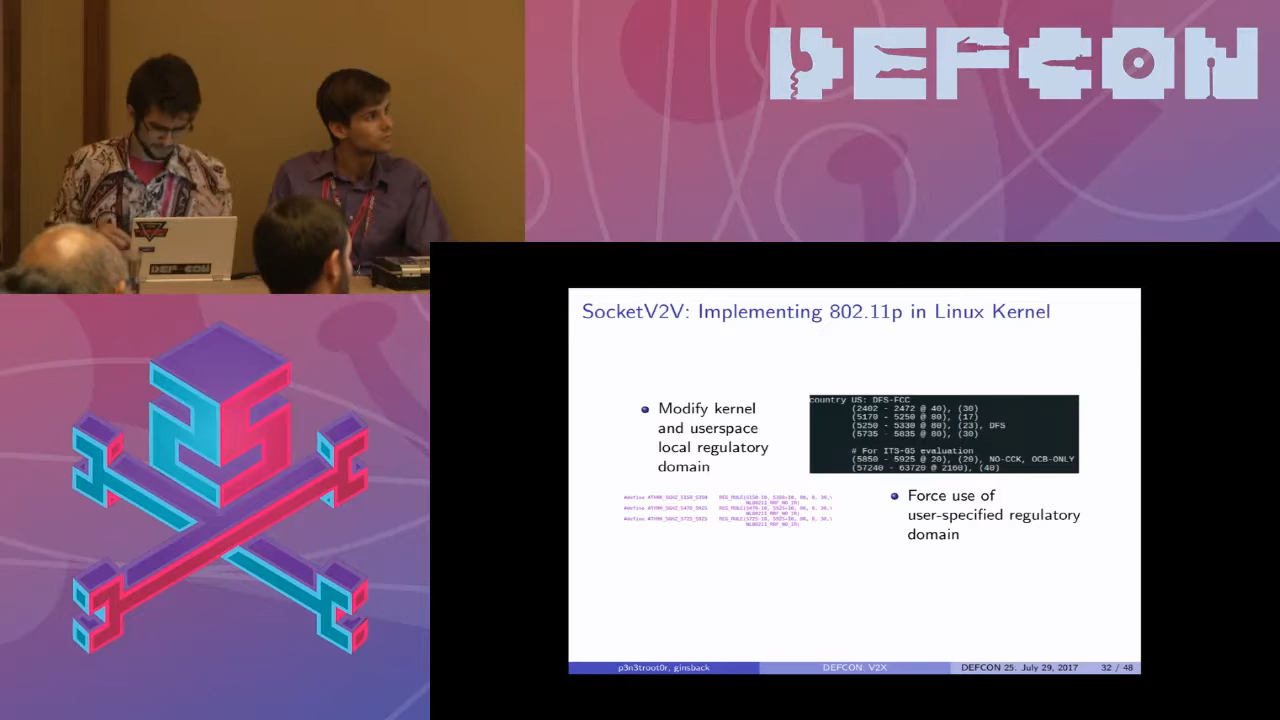 DEFCON
DEF CON
SocketV2V: Implementing 802.11p in Linux Kernel
Modify kernel
and userspace
local regulatory
domain
country US: DFS-FCC
(2402 - 2472 @ 40), (30)
(5170 - 5250 @ 80), (17)
(5250 - 5330 @ 80), (23), DFS
(5735 - 5835 @ 80), (30)
# For ITS-G5 evaluation
(5850 - 5925 @ 20), (20), NO-CCK, OCB-ONLY
(57240 - 63720 @ 2160), (40)
Force use of
user-specified regulatory
domain
p3n3troot0r, ginsback
DEFCON: V2X
DEFCON 25: July 29, 2017
32 / 48